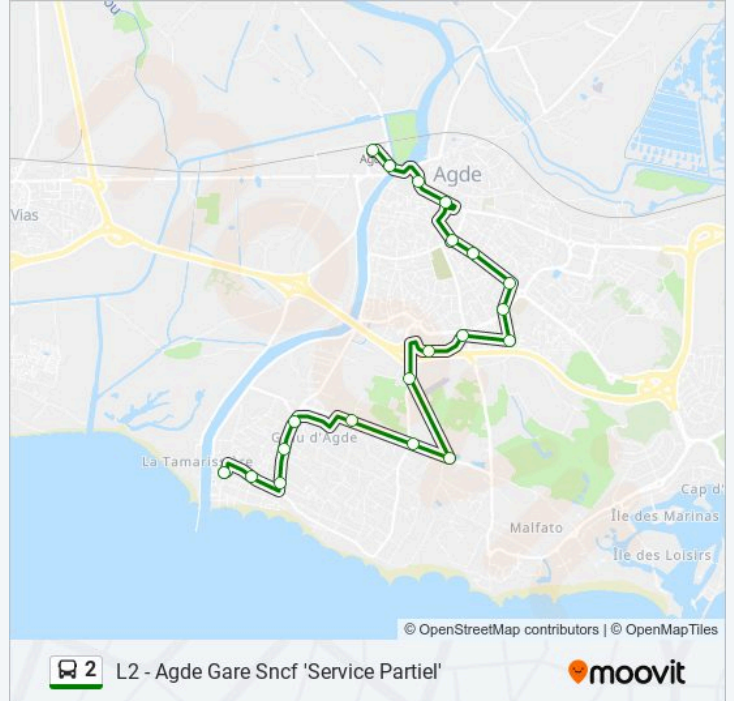 Agde
Vias
Grau d'Agde
La Tamarissière
Cap d'
Île des Marinas
Malfato
Île des Loisirs
© OpenStreetMap contributors | © OpenMapTiles
2 L2 - Agde Gare Sncf 'Service Partiel' moovit